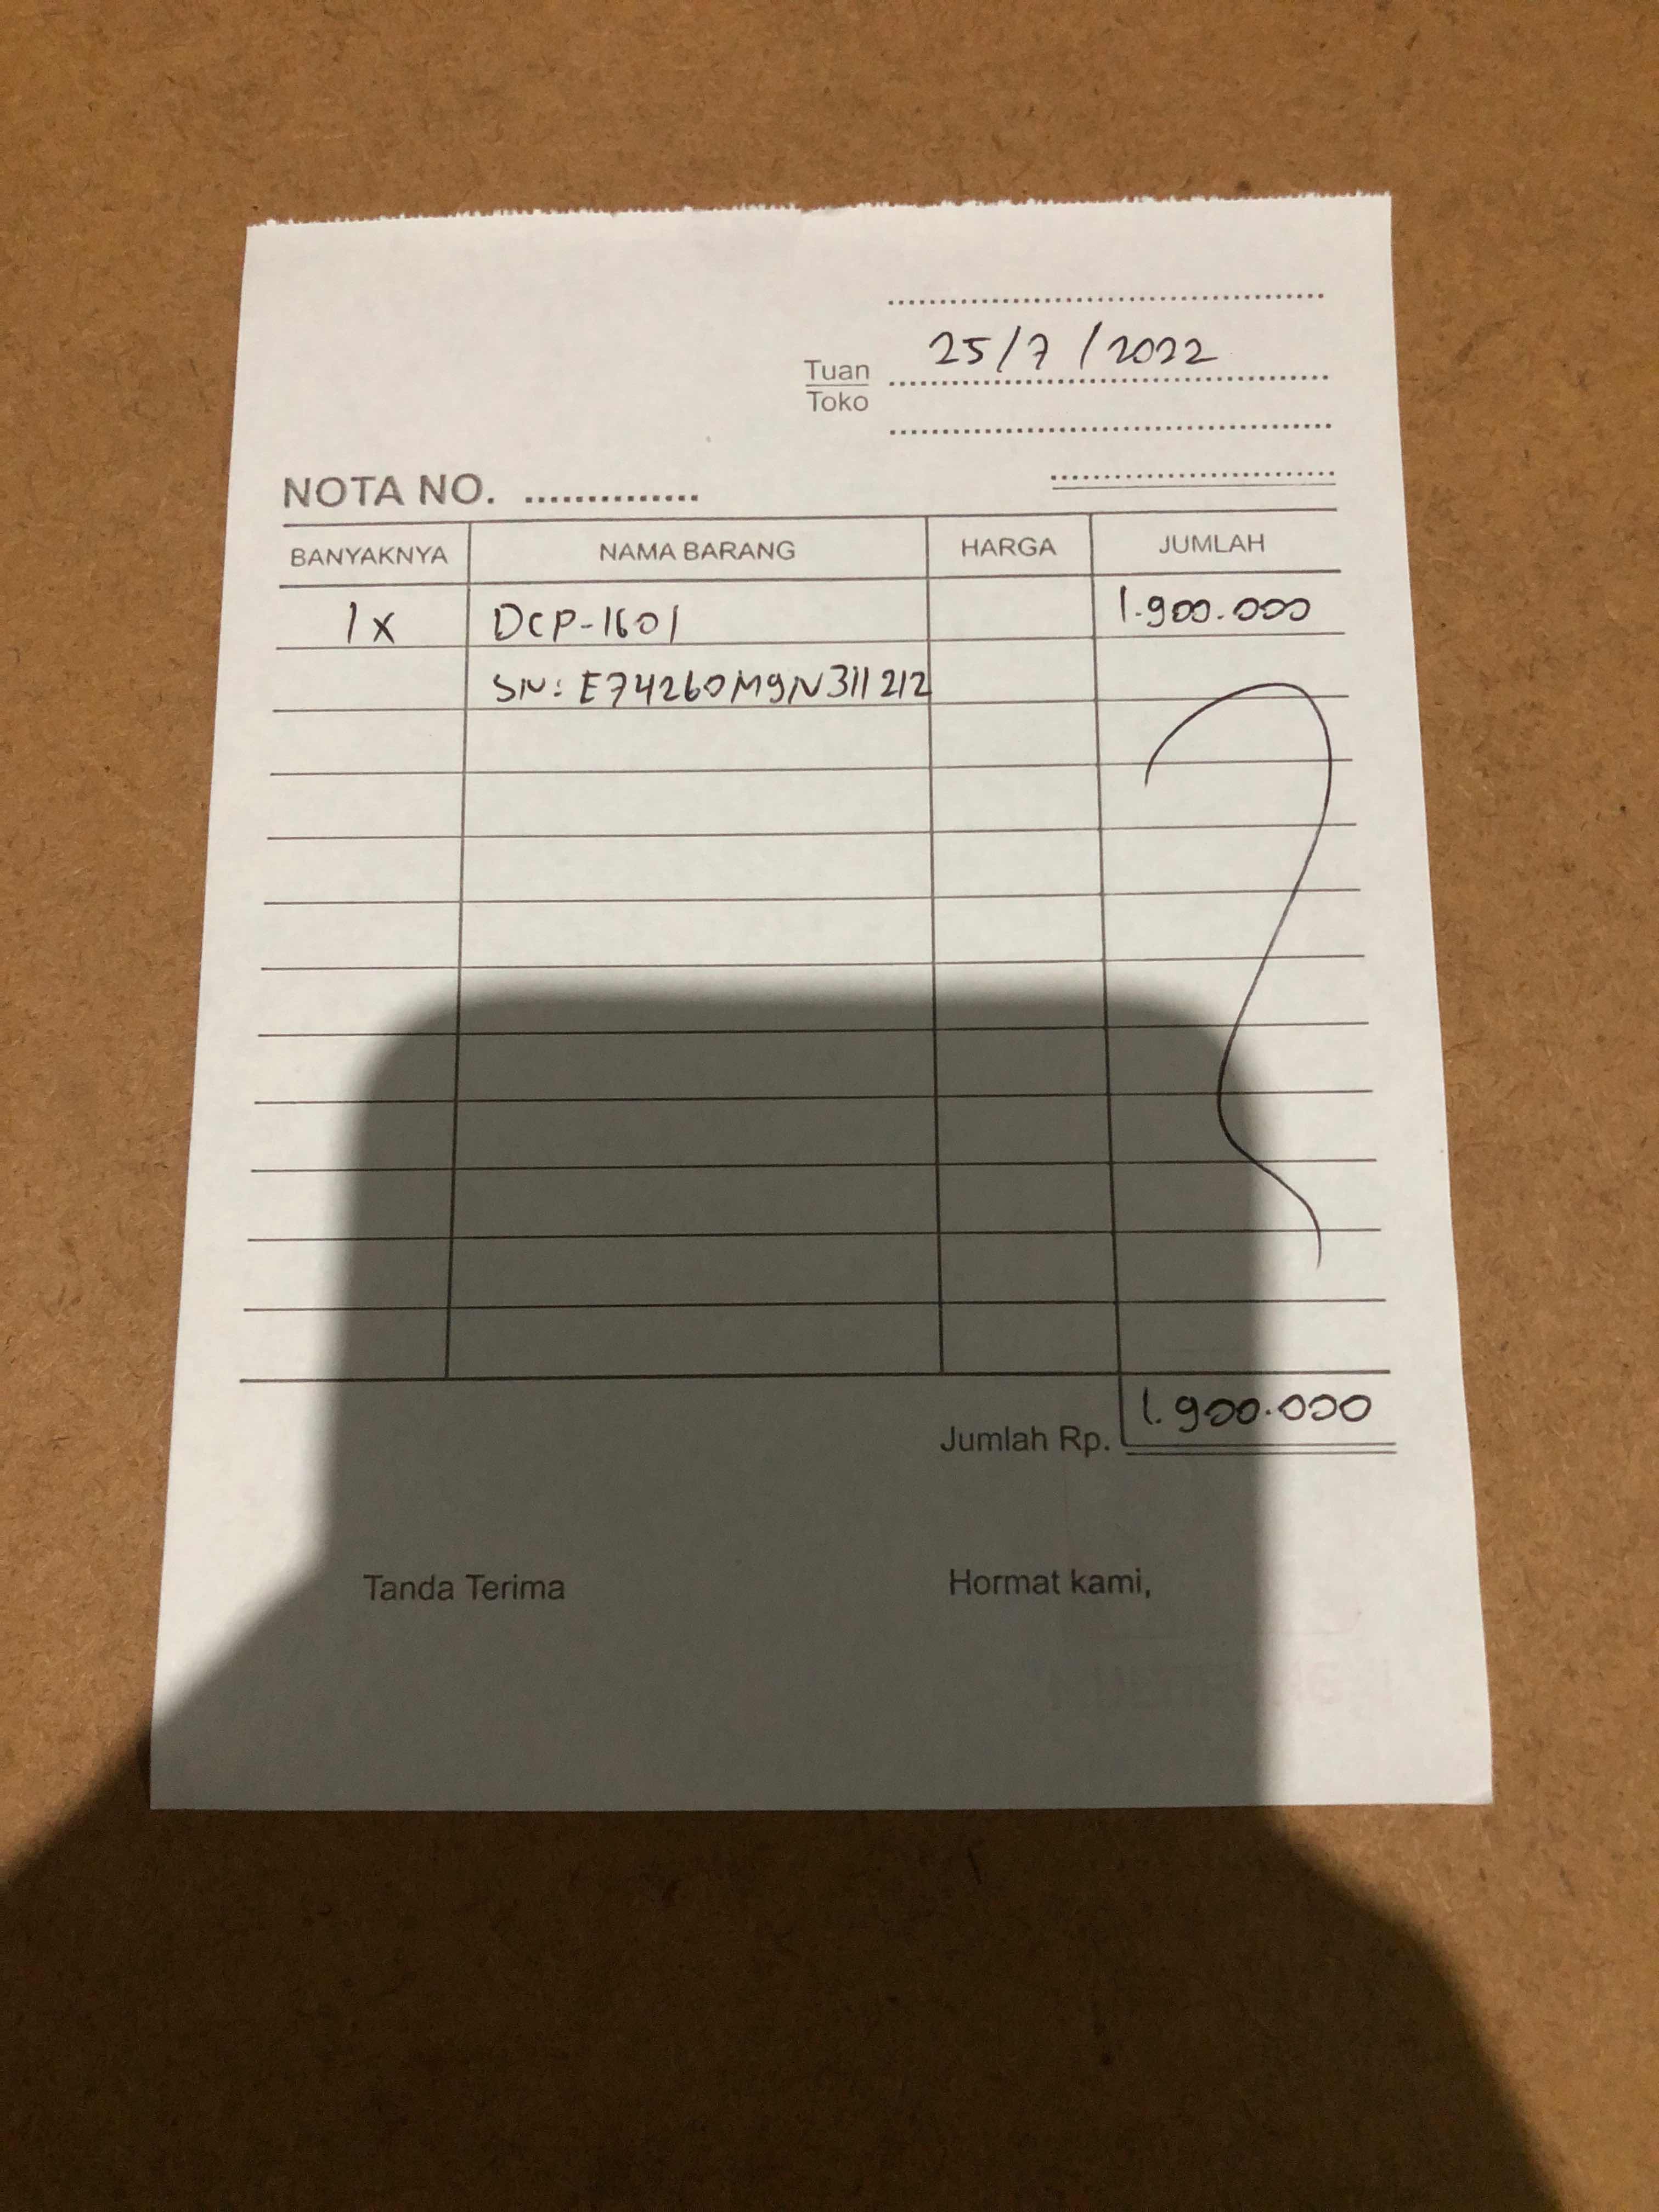 25/7/2022
Tuan
Toko
NOTA NO. ..............
BANYAKNYA NAMA BARANG HARGA JUMLAH
1x DCP-1601 1.900.000
SN: E74260M9N311212
Jumlah Rp. 1.900.000
Tanda Terima Hormat kami,